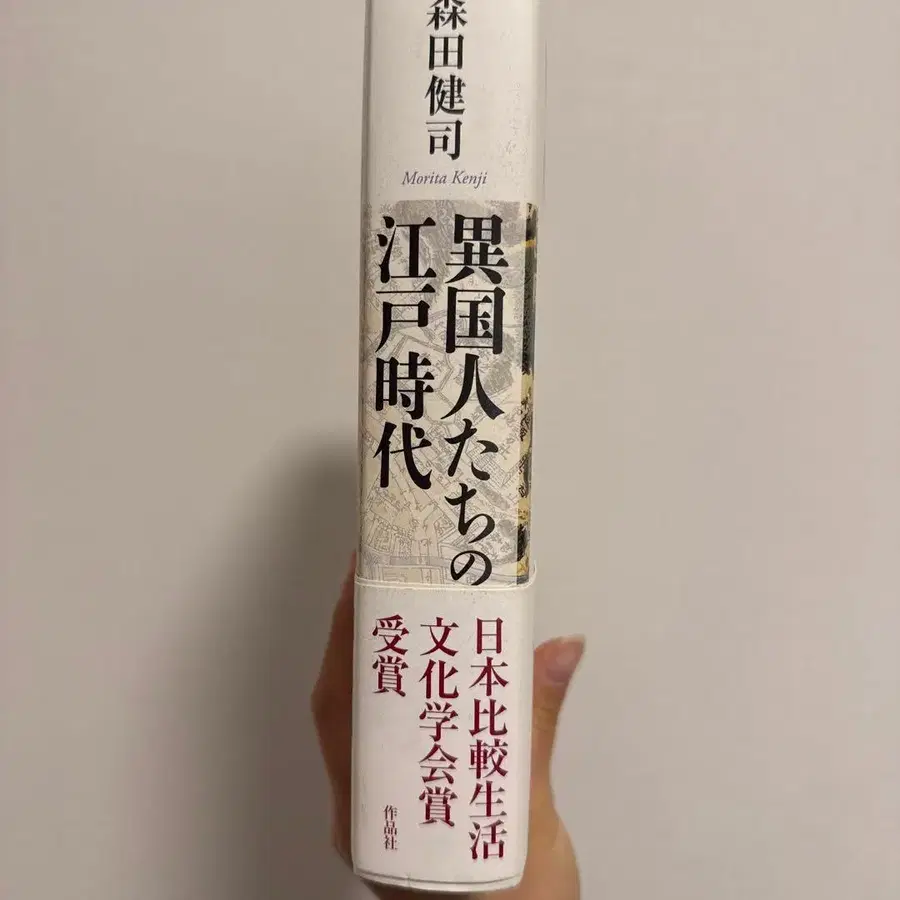 森田健司
Morita Kenji
異国人たちの
江戸時代
日本比較生活
文化学会賞
受賞
作品社